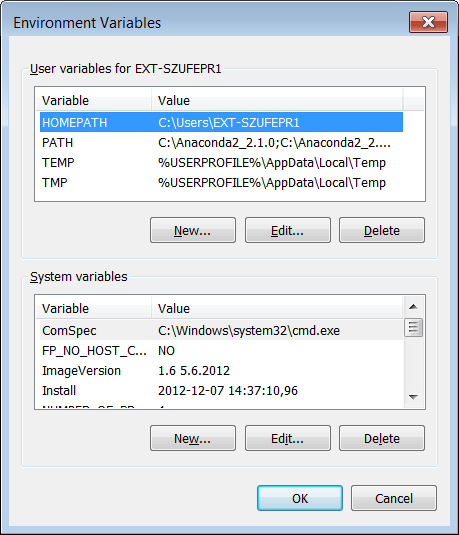 Environment Variables
User variables for EXT-SZUFEPR1
Variable Value
HOMEPATH C:\Users\EXT-SZUFEPR1
PATH C:\Anaconda2_2.1.0;C:\Anaconda2_2....
TEMP %USERPROFILE%\AppData\Local\Temp
TMP %USERPROFILE%\AppData\Local\Temp
New... Edit... Delete
System variables
Variable Value
ComSpec C:\Windows\system32\cmd.exe
FP_NO_HOST_C... NO
ImageVersion 1.6 5.6.2012
Install 2012-12-07 14:37:10,96
New... Edit... Delete
OK Cancel